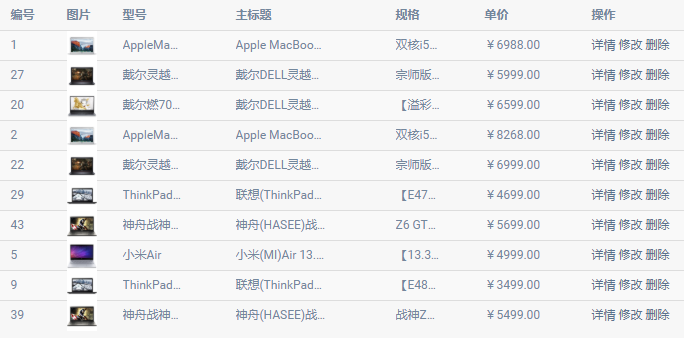 编号 图片 型号 主标题 规格 单价 操作
1 AppleMa... Apple MacBoo... 双核i5... ￥6988.00 详情 修改 删除
27 戴尔灵越... 戴尔DELL灵越... 宗师版... ￥5999.00 详情 修改 删除
20 戴尔燃70... 戴尔DELL灵越... 【溢彩... ￥6599.00 详情 修改 删除
2 AppleMa... Apple MacBoo... 双核i5... ￥8268.00 详情 修改 删除
22 戴尔灵越... 戴尔DELL灵越... 宗师版... ￥6999.00 详情 修改 删除
29 ThinkPad... 联想(ThinkPad... 【E47... ￥4699.00 详情 修改 删除
43 神舟战神... 神舟(HASEE)战... Z6 GT... ￥5699.00 详情 修改 删除
5 小米Air 小米(MI)Air 13.... 【13.3... ￥4999.00 详情 修改 删除
9 ThinkPad... 联想(ThinkPad... 【E48... ￥3499.00 详情 修改 删除
39 神舟战神... 神舟(HASEE)战... 战神Z... ￥5499.00 详情 修改 删除